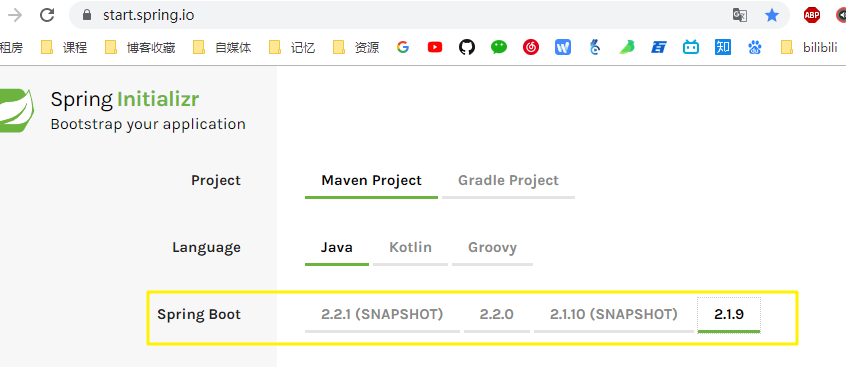 start.spring.io
租房 课程 博客收藏 自媒体 记忆 资源 bilibili
Spring Initializr
Bootstrap your application
Project Maven Project Gradle Project
Language Java Kotlin Groovy
Spring Boot 2.2.1 (SNAPSHOT) 2.2.0 2.1.10 (SNAPSHOT) 2.1.9